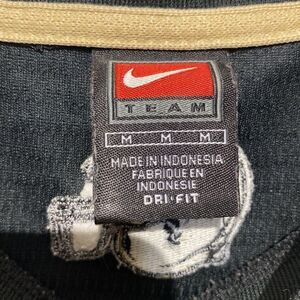 TEAM
M M M
MADE IN INDONESIA
FABRIQUE EN
INDONESIE
DRI-FIT